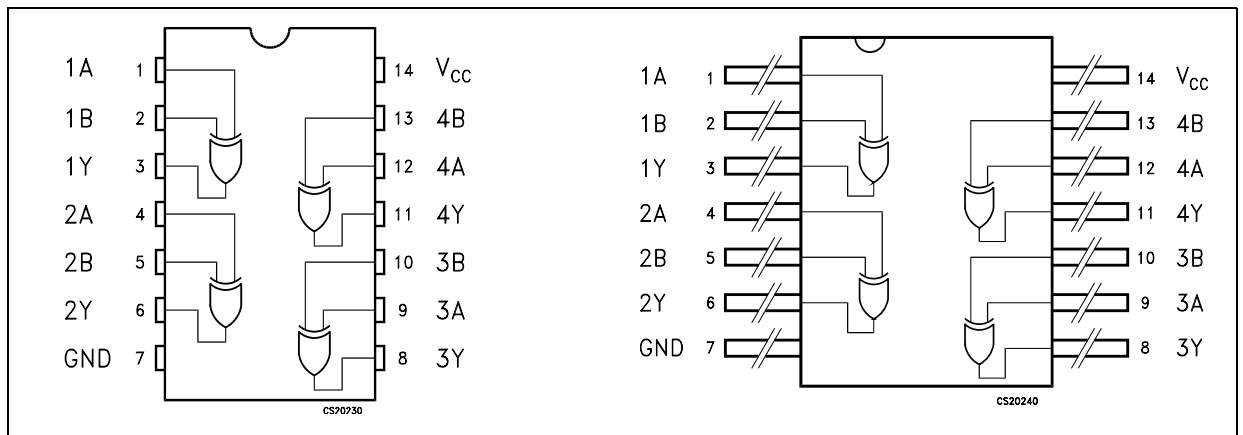 1A 1 14 VCC
1B 2 13 4B
1Y 3 12 4A
2A 4 11 4Y
2B 5 10 3B
2Y 6 9 3A
GND 7 8 3Y
CS20230
1A 1 14 VCC
1B 2 13 4B
1Y 3 12 4A
2A 4 11 4Y
2B 5 10 3B
2Y 6 9 3A
GND 7 8 3Y
CS20240